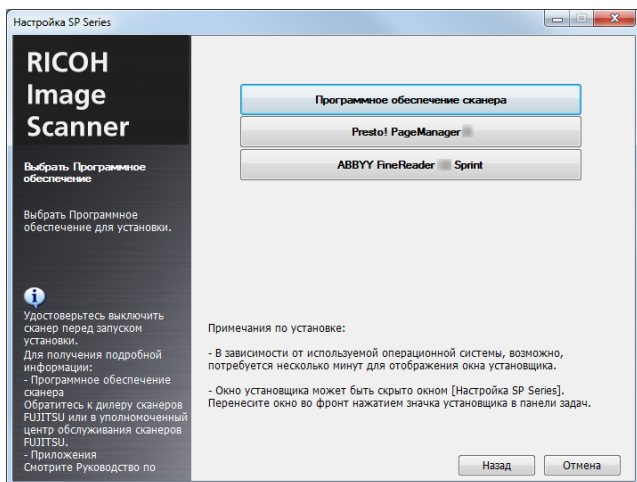 Настройка SP Series
RICOH
Image
Scanner
Выбрать Программное
обеспечение
Выбрать Программное
обеспечение для установки.
Удостоверьтесь выключить
сканер перед запуском
установки.
Для получения подробной
информации:
- Программное обеспечение
сканера
Обратитесь к дилеру сканеров
FUJITSU или в уполномоченный
центр обслуживания сканеров
FUJITSU.
- Приложения
Смотрите Руководство по
Программное обеспечение сканера
Presto! PageManager
ABBYY FineReader Sprint
Примечания по установке:
- В зависимости от используемой операционной системы, возможно,
потребуется несколько минут для отображения окна установщика.
- Окно установщика может быть скрыто окном [Настройка SP Series].
Перенесите окно во фронт нажатием значка установщика в панели задач.
Назад
Отмена